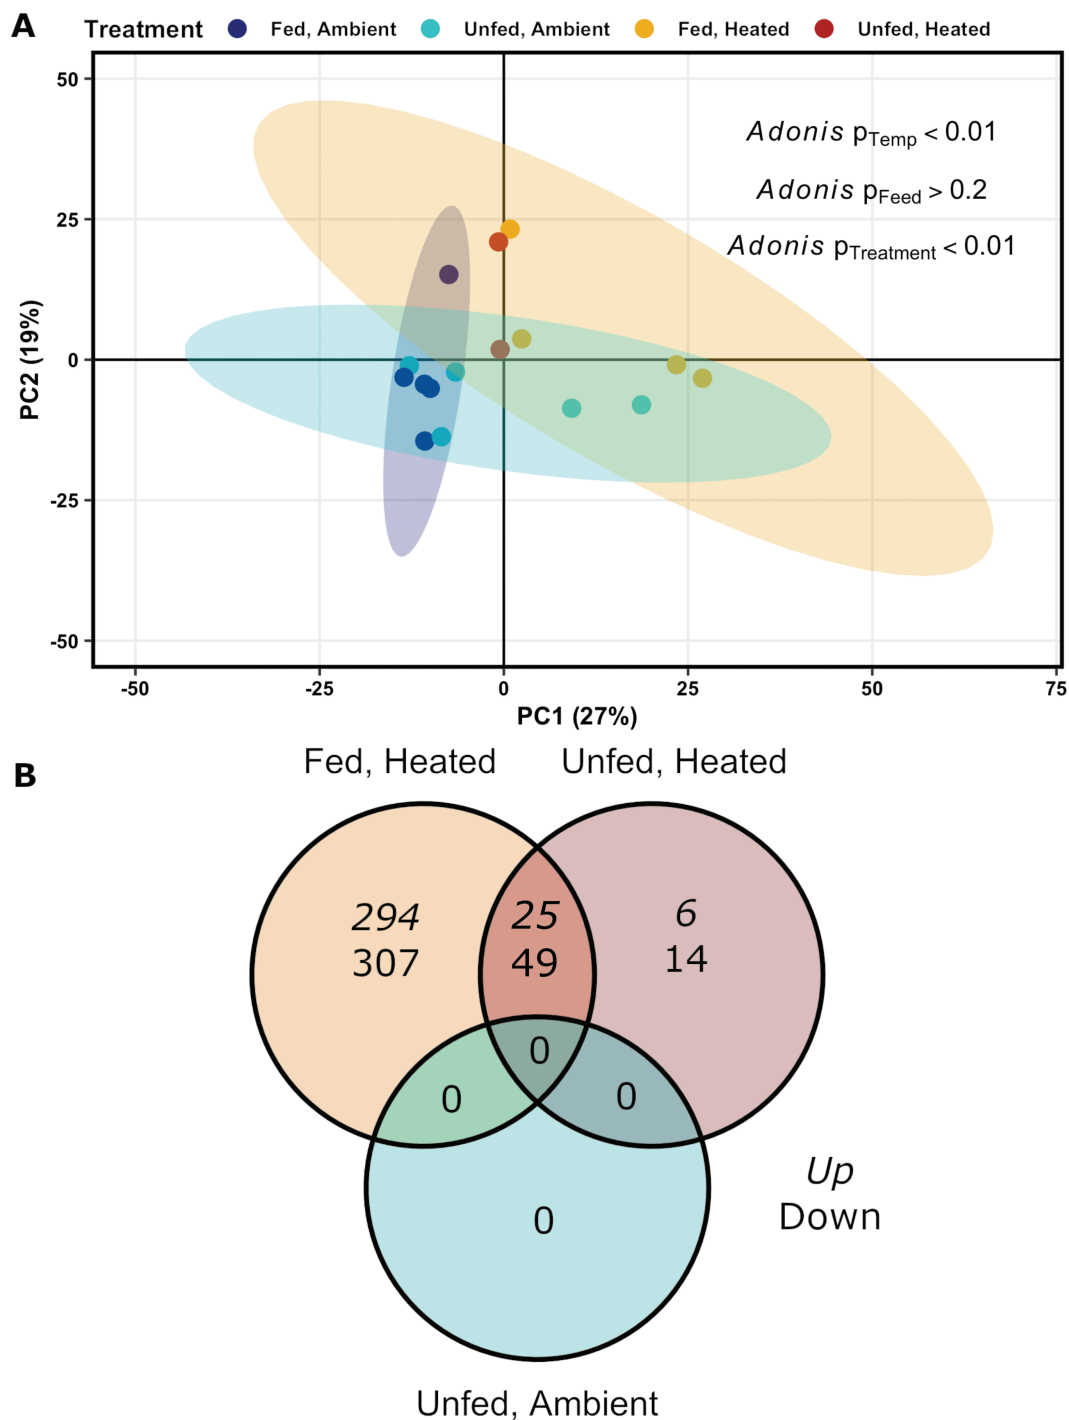 A
Treatment Fed, Ambient Unfed, Ambient Fed, Heated Unfed, Heated
50
25
0
-25
-50
PC2 (19%)
Adonis pTemp < 0.01
Adonis pFeed > 0.2
Adonis pTreatment < 0.01
-50 -25 0 25 50 75
PC1 (27%)
B
Fed, Heated Unfed, Heated
294 25 6
307 49 14
0
0 0
Up
Down
0
Unfed, Ambient